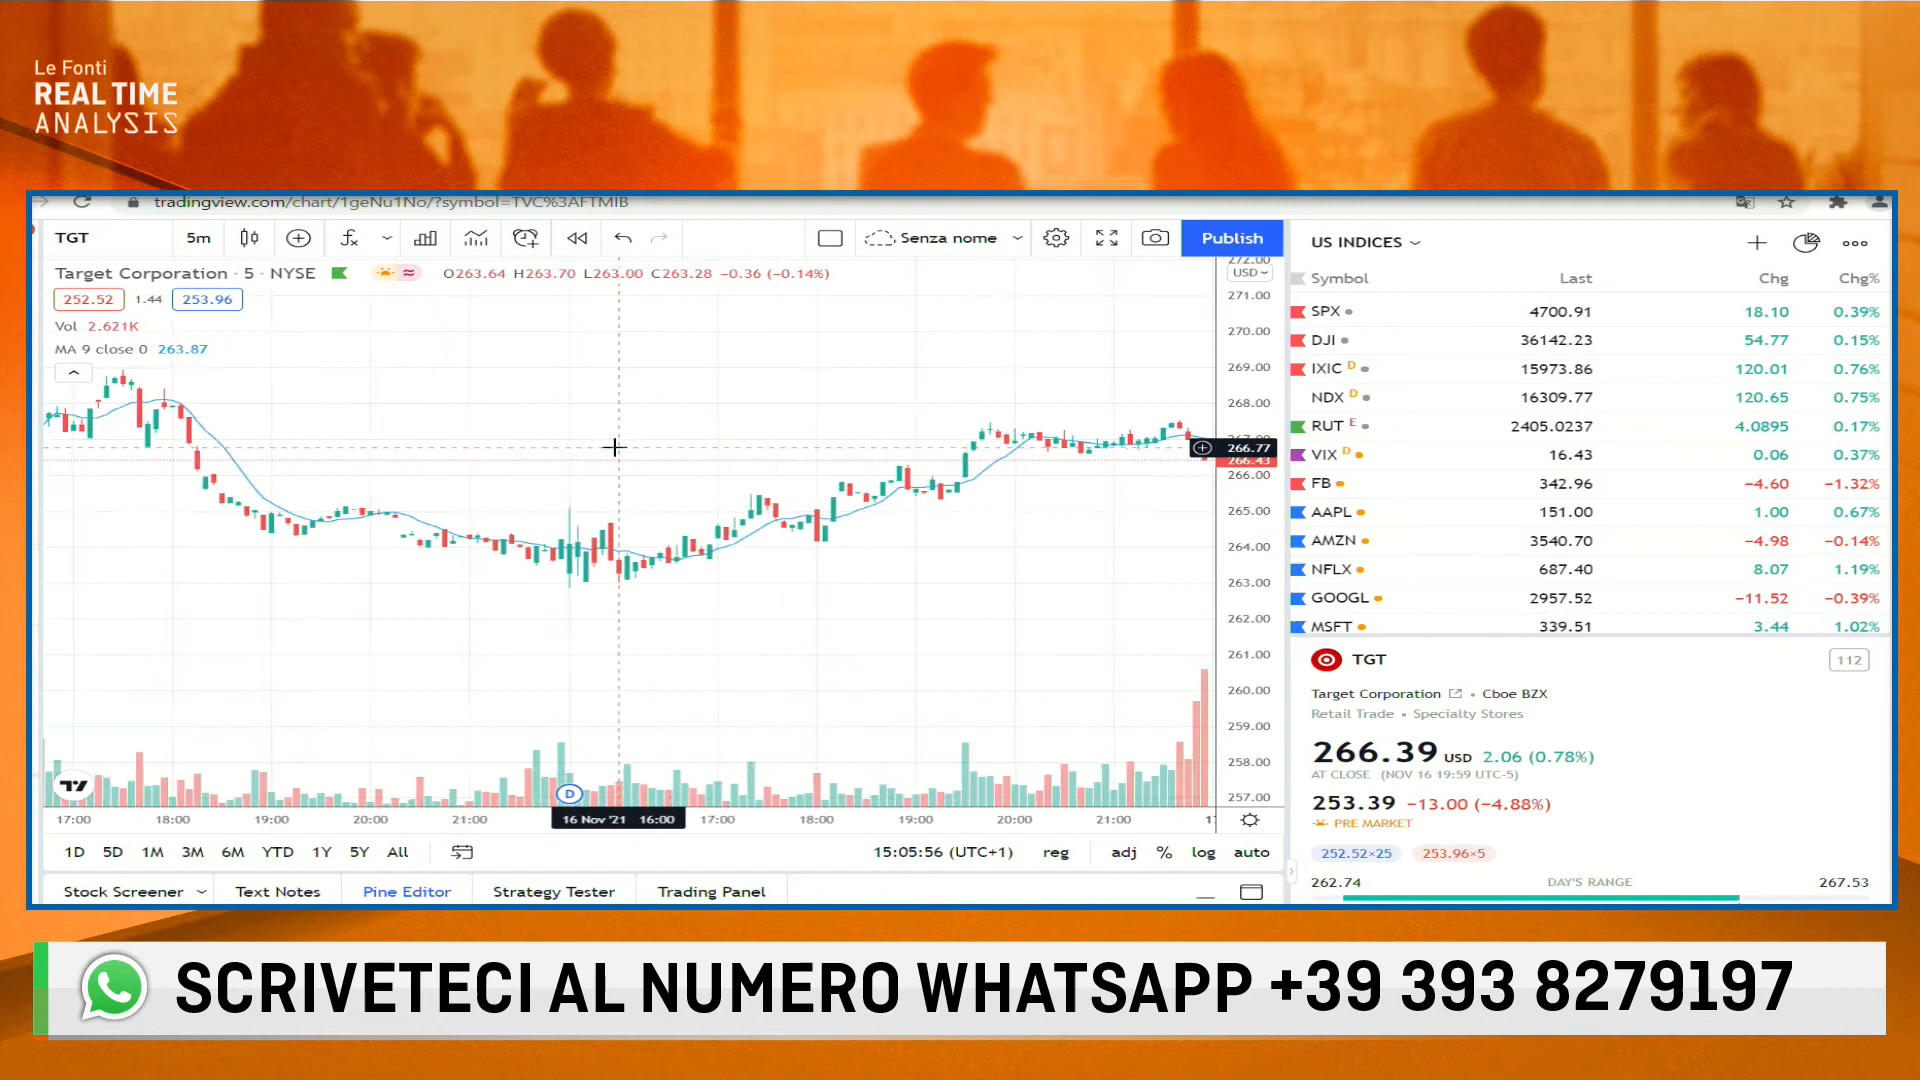 Le Fonti
REAL TIME
ANALYSIS
tradingview.com/chart/1geNu1No/?symbol=TVC%3AFTMIB
TGT 5m Senza nome Publish
Target Corporation · 5 · NYSE O263.64 H263.70 L263.00 C263.28 −0.36 (−0.14%)
252.52 1.44 253.96
Vol 2.621K
MA 9 close 0 263.87
272.00
USD
271.00
270.00
269.00
268.00
267.00
266.77
266.43
266.00
265.00
264.00
263.00
262.00
261.00
260.00
259.00
258.00
257.00
D
17:00 18:00 19:00 20:00 21:00 16 Nov '21 16:00 17:00 18:00 19:00 20:00 21:00 17
1D 5D 1M 3M 6M YTD 1Y 5Y All 15:05:56 (UTC+1) reg adj % log auto
Stock Screener Text Notes Pine Editor Strategy Tester Trading Panel
US INDICES
Symbol Last Chg Chg%
SPX 4700.91 18.10 0.39%
DJI 36142.23 54.77 0.15%
IXIC D 15973.86 120.01 0.76%
NDX D 16309.77 120.65 0.75%
RUT E 2405.0237 4.0895 0.17%
VIX D 16.43 0.06 0.37%
FB 342.96 −4.60 −1.32%
AAPL 151.00 1.00 0.67%
AMZN 3540.70 −4.98 −0.14%
NFLX 687.40 8.07 1.19%
GOOGL 2957.52 −11.52 −0.39%
MSFT 339.51 3.44 1.02%
TGT 112
Target Corporation • Cboe BZX
Retail Trade • Specialty Stores
266.39 USD 2.06 (0.78%)
AT CLOSE (NOV 16 19:59 UTC-5)
253.39 −13.00 (−4.88%)
PRE MARKET
252.52×25 253.96×5
262.74 DAY'S RANGE 267.53
SCRIVETECI AL NUMERO WHATSAPP +39 393 8279197